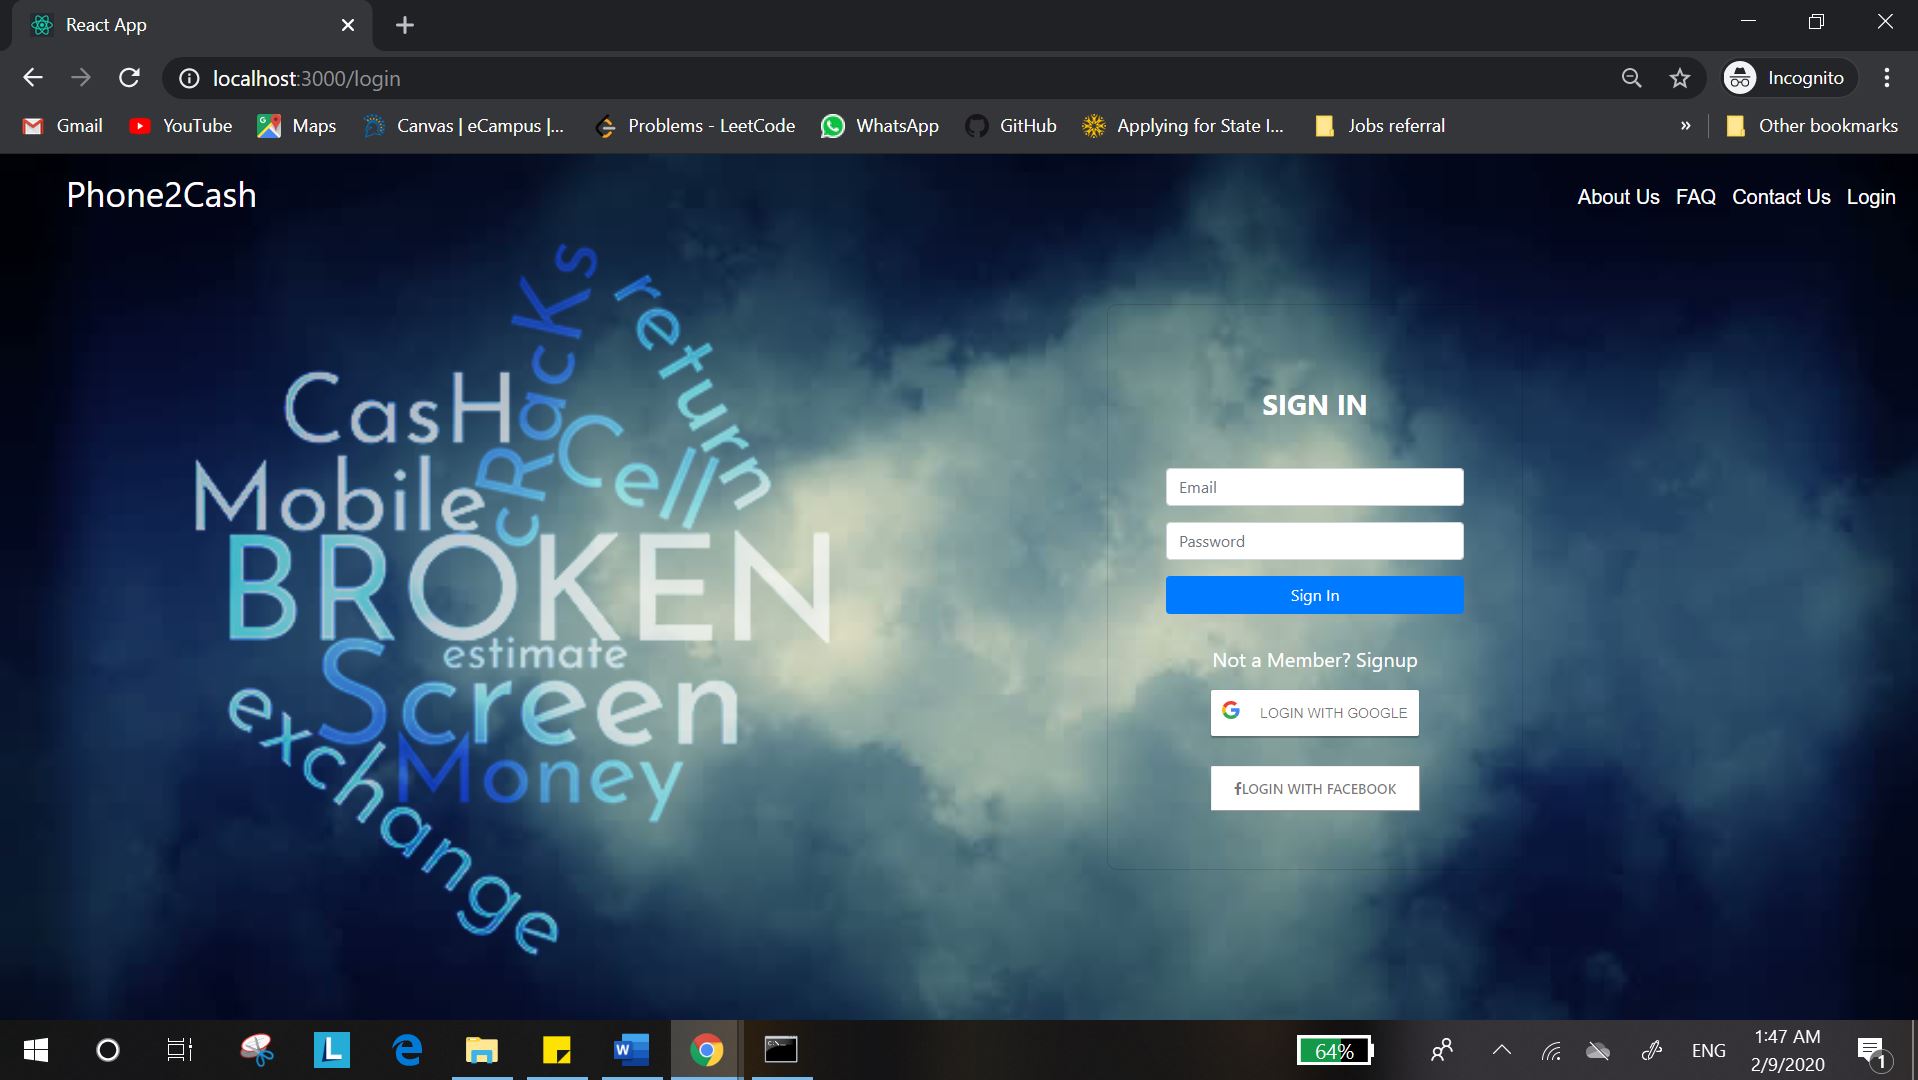 React App
localhost:3000/login
Incognito
Gmail YouTube Maps Canvas | eCampus |... Problems - LeetCode WhatsApp GitHub Applying for State I... Jobs referral » Other bookmarks
Phone2Cash
About Us FAQ Contact Us Login
cRacKs
return
CasH
Cell
Mobile
BROKEN
estimate
Screen
exchange
Money
SIGN IN
Email
Password
Sign In
Not a Member? Signup
LOGIN WITH GOOGLE
LOGIN WITH FACEBOOK
L
W
C:\.
64%
ENG
1:47 AM
2/9/2020
1